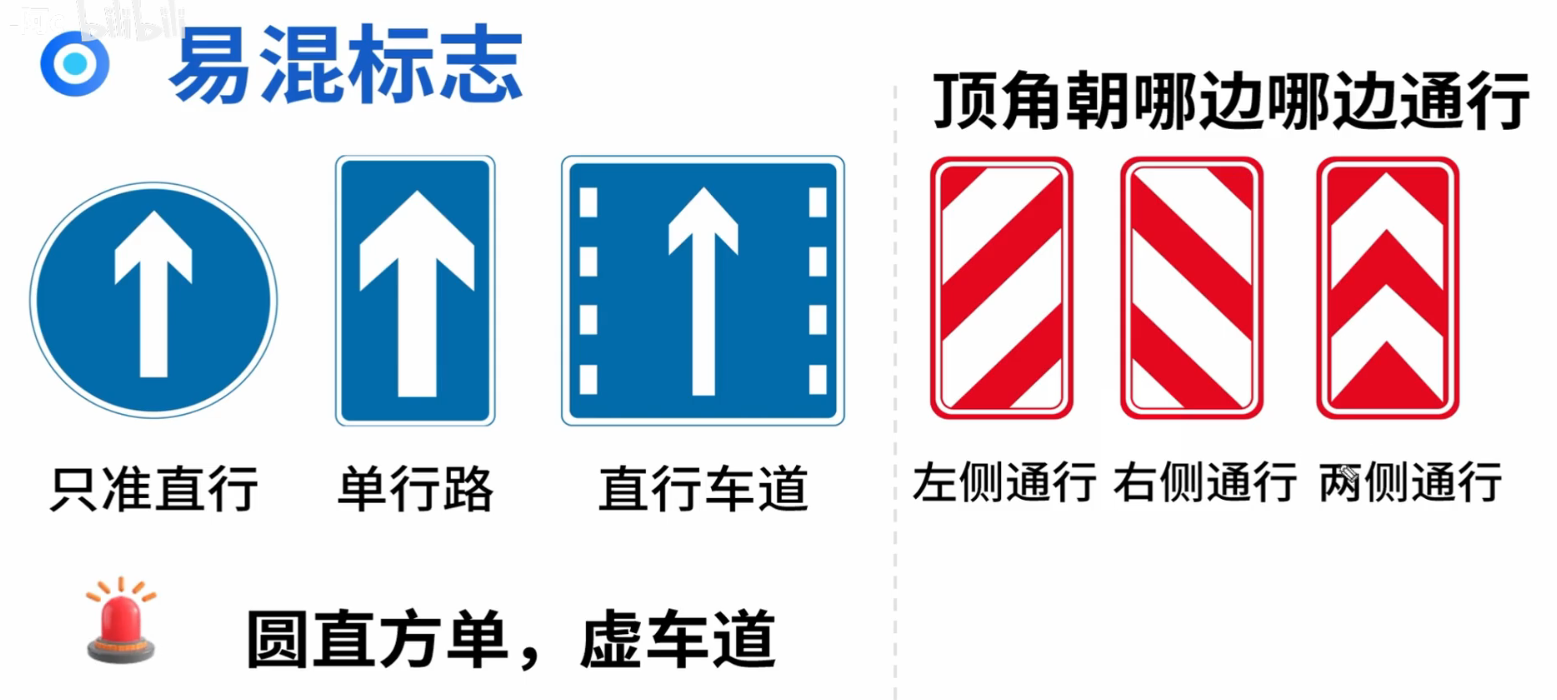 bilibili
易混标志
顶角朝哪边哪边通行
只准直行
单行路
直行车道
左侧通行
右侧通行
两侧通行
圆直方单，虚车道